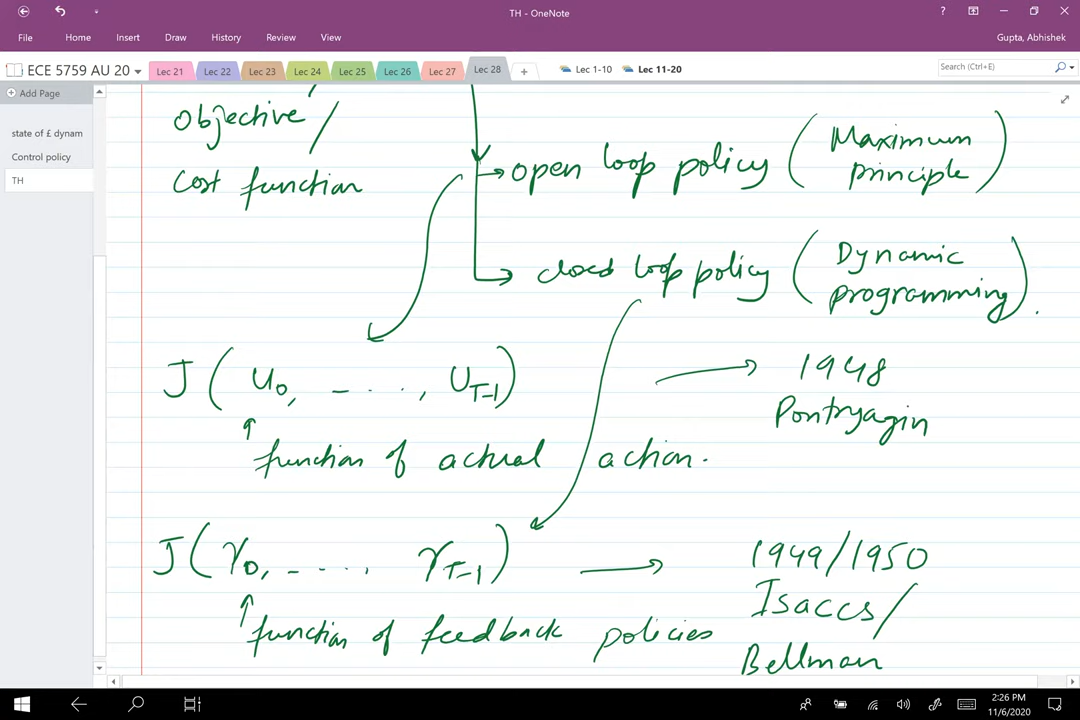 TH - OneNote
File Home Insert Draw History Review View
Gupta, Abhishek
ECE 5759 AU 20
Lec 21 Lec 22 Lec 23 Lec 24 Lec 25 Lec 26 Lec 27 Lec 28
Lec 1-10 Lec 11-20
Search (Ctrl+E)
Add Page
state of £ dynam
Control policy
TH
Objective /
Cost function
open loop policy (Maximum
principle)
closed loop policy (Dynamic
programming).
J ( u0, - . . . , UT-1)
1948
Pontryagin
function of actual action.
J ( γ0, - . . . . γT-1)
1949/1950
Isaccs/
Bellman
function of feedback policies
2:26 PM
11/6/2020